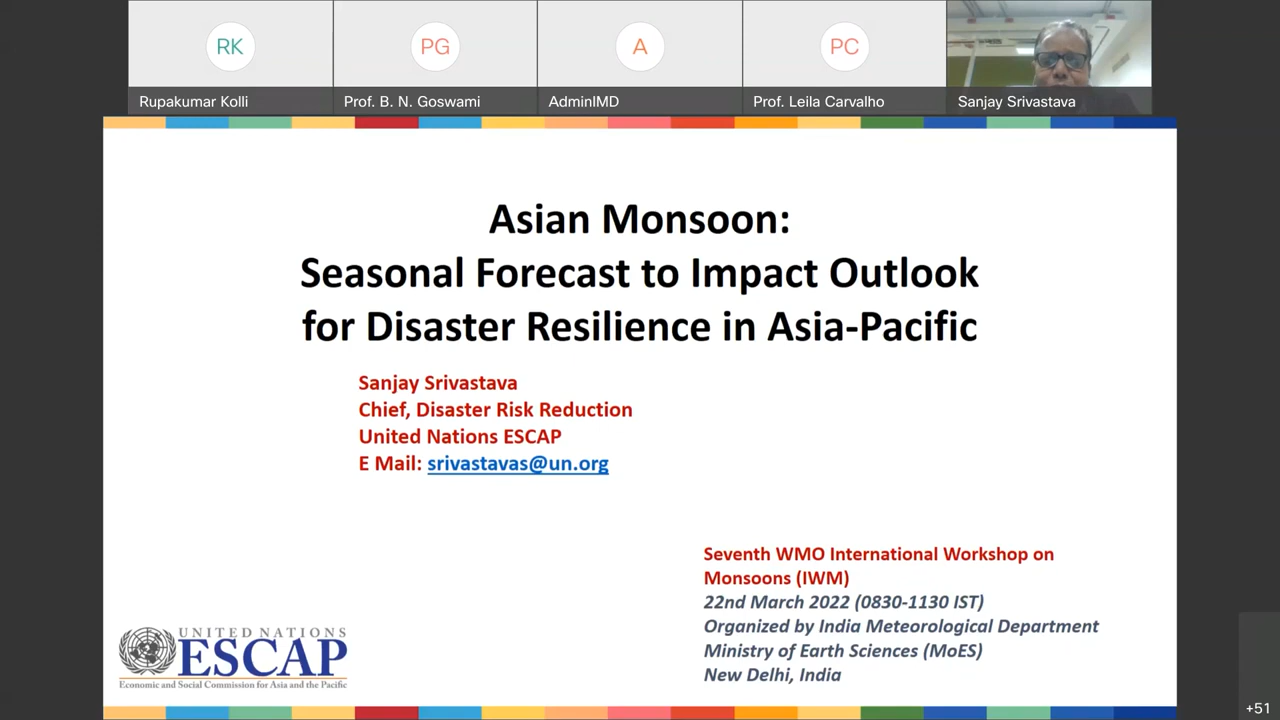 RK
PG
A
PC
Rupakumar Kolli
Prof. B. N. Goswami
AdminIMD
Prof. Leila Carvalho
Sanjay Srivastava
Asian Monsoon:
Seasonal Forecast to Impact Outlook
for Disaster Resilience in Asia-Pacific
Sanjay Srivastava
Chief, Disaster Risk Reduction
United Nations ESCAP
E Mail: srivastavas@un.org
Seventh WMO International Workshop on
Monsoons (IWM)
22nd March 2022 (0830-1130 IST)
Organized by India Meteorological Department
Ministry of Earth Sciences (MoES)
New Delhi, India
UNITED NATIONS
ESCAP
Economic and Social Commission for Asia and the Pacific
+51